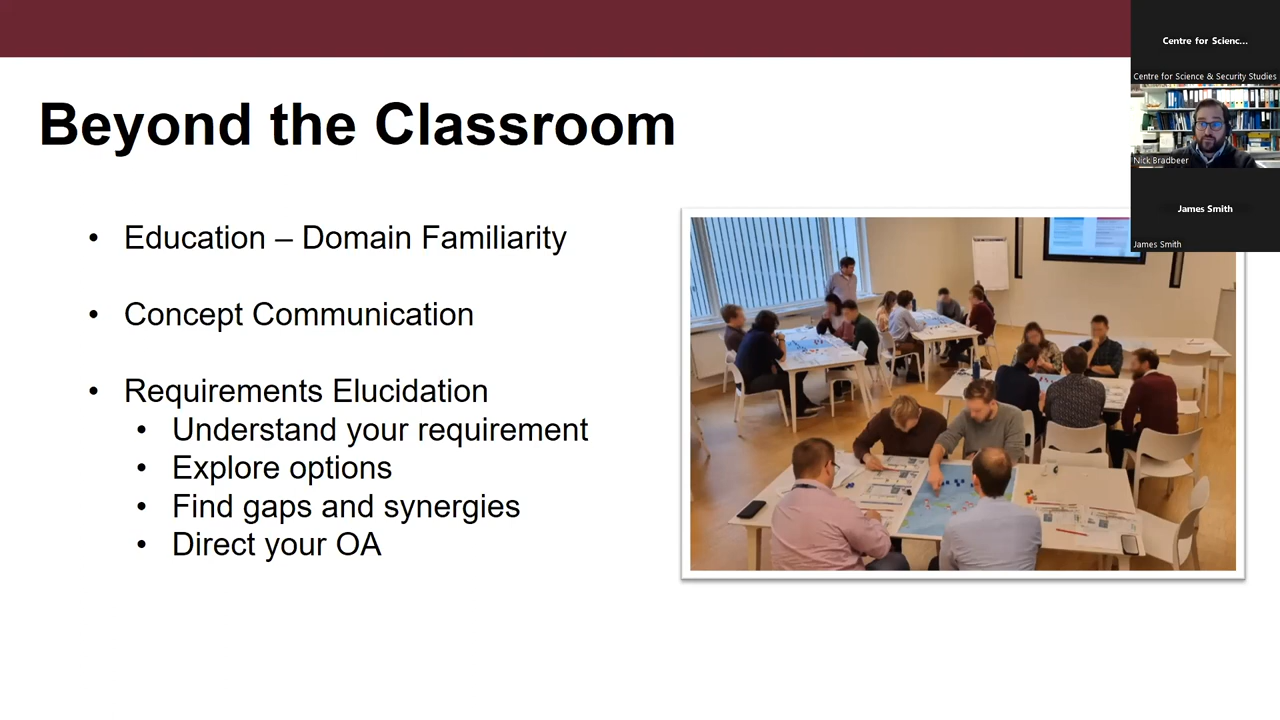 Centre for Scienc...
Centre for Science & Security Studies
Beyond the Classroom
Nick Bradbeer
James Smith
James Smith
• Education – Domain Familiarity
• Concept Communication
• Requirements Elucidation
• Understand your requirement
• Explore options
• Find gaps and synergies
• Direct your OA